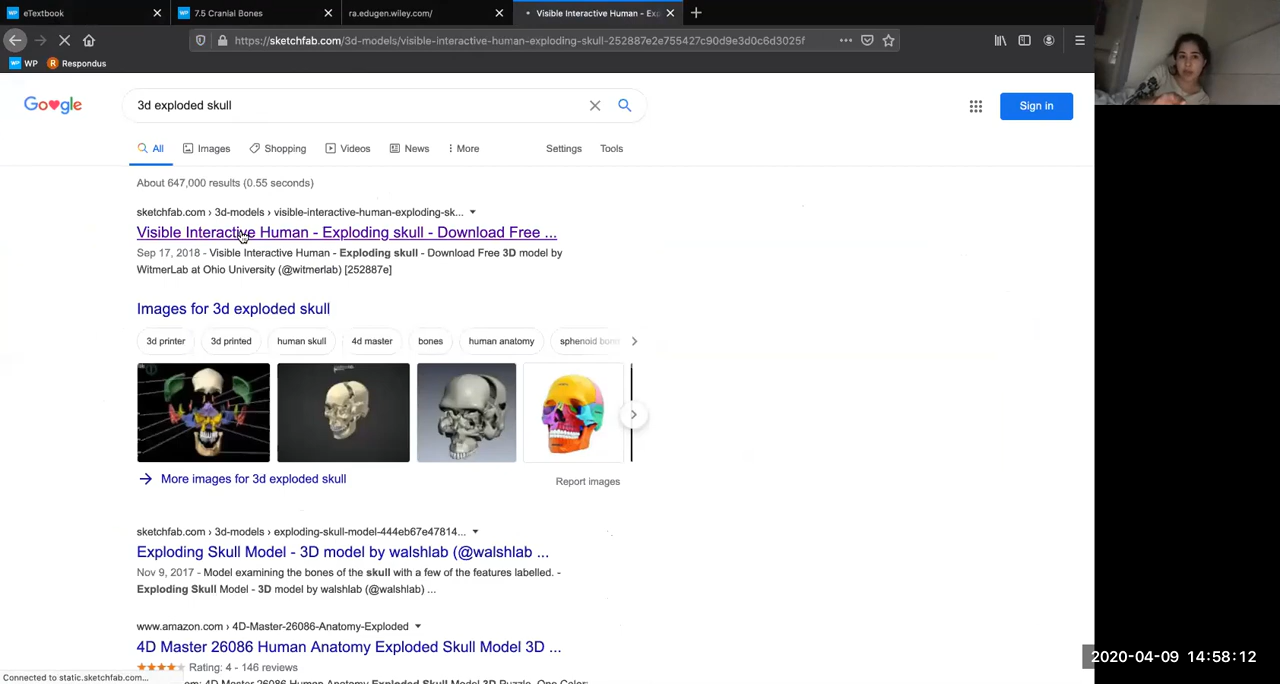 eTextbook
7.5 Cranial Bones
ra.edugen.wiley.com/
Visible Interactive Human - Ex
https://sketchfab.com/3d-models/visible-interactive-human-exploding-skull-252887e2e755427c90d9e3d0c6d3025f
WP
Respondus
Google
3d exploded skull
Sign in
All Images Shopping Videos News More Settings Tools
About 647,000 results (0.55 seconds)
sketchfab.com › 3d-models › visible-interactive-human-exploding-sk...
Visible Interactive Human - Exploding skull - Download Free ...
Sep 17, 2018 - Visible Interactive Human - Exploding skull - Download Free 3D model by
WitmerLab at Ohio University (@witmerlab) [252887e]
Images for 3d exploded skull
3d printer 3d printed human skull 4d master bones human anatomy sphenoid bone
More images for 3d exploded skull
Report images
sketchfab.com › 3d-models › exploding-skull-model-444eb67e47814...
Exploding Skull Model - 3D model by walshlab (@walshlab ...
Nov 9, 2017 - Model examining the bones of the skull with a few of the features labelled. -
Exploding Skull Model - 3D model by walshlab (@walshlab) ...
www.amazon.com › 4D-Master-26086-Anatomy-Exploded
4D Master 26086 Human Anatomy Exploded Skull Model 3D ...
Rating: 4 - 146 reviews
Connected to static.sketchfab.com...
2020-04-09 14:58:12